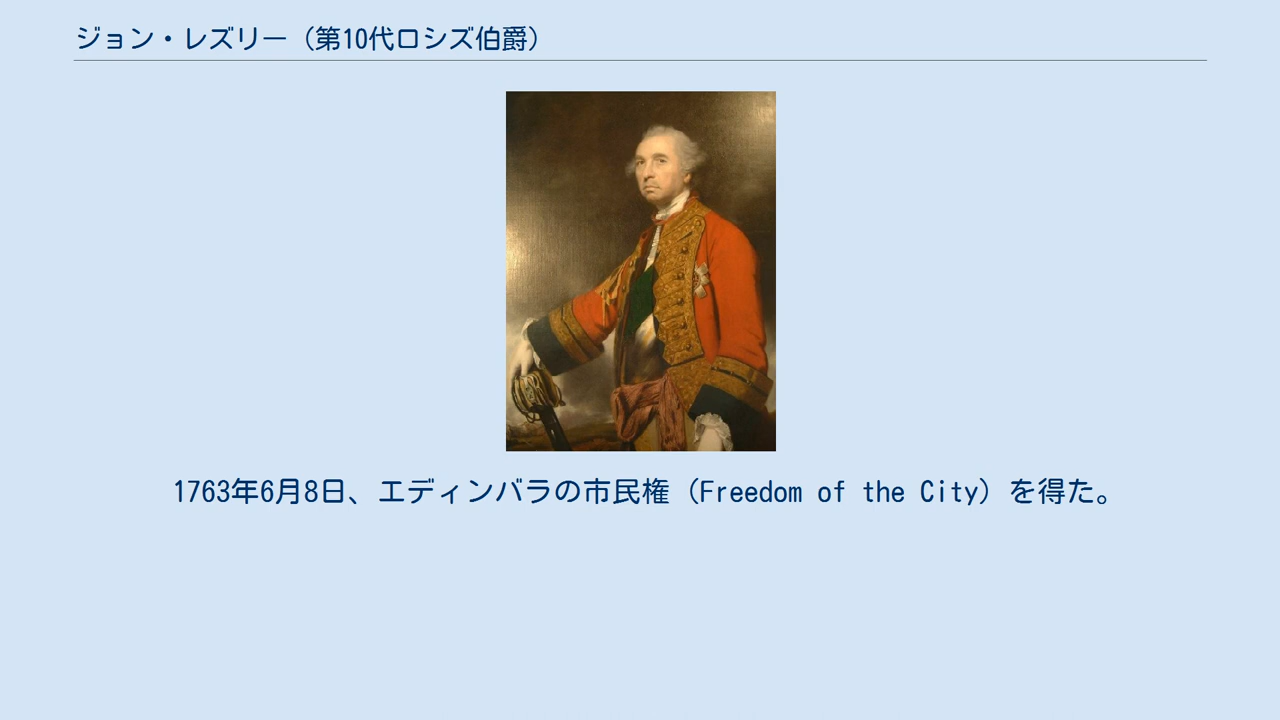 ジョン・レズリー（第10代ロシズ伯爵）
1763年6月8日、エディンバラの市民権（Freedom of the City）を得た。